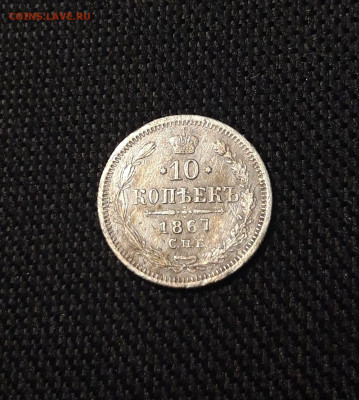 COINS.LAVE.RU
· 10 ·
КОПѢЕКЪ
1867
С.П.Б.